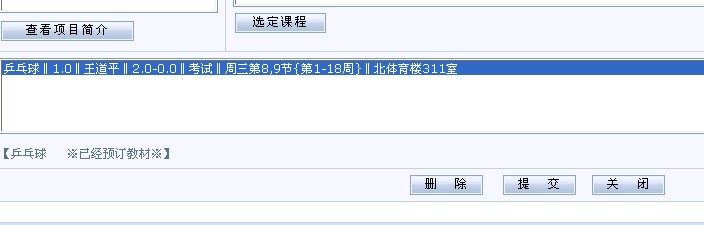 查看项目简介 选定课程
乒乓球‖1.0‖王道平‖2.0-0.0‖考试‖周三第8,9节{第1-18周}‖北体育楼311室
【乒乓球 ※已经预订教材※】
删 除 提 交 关 闭